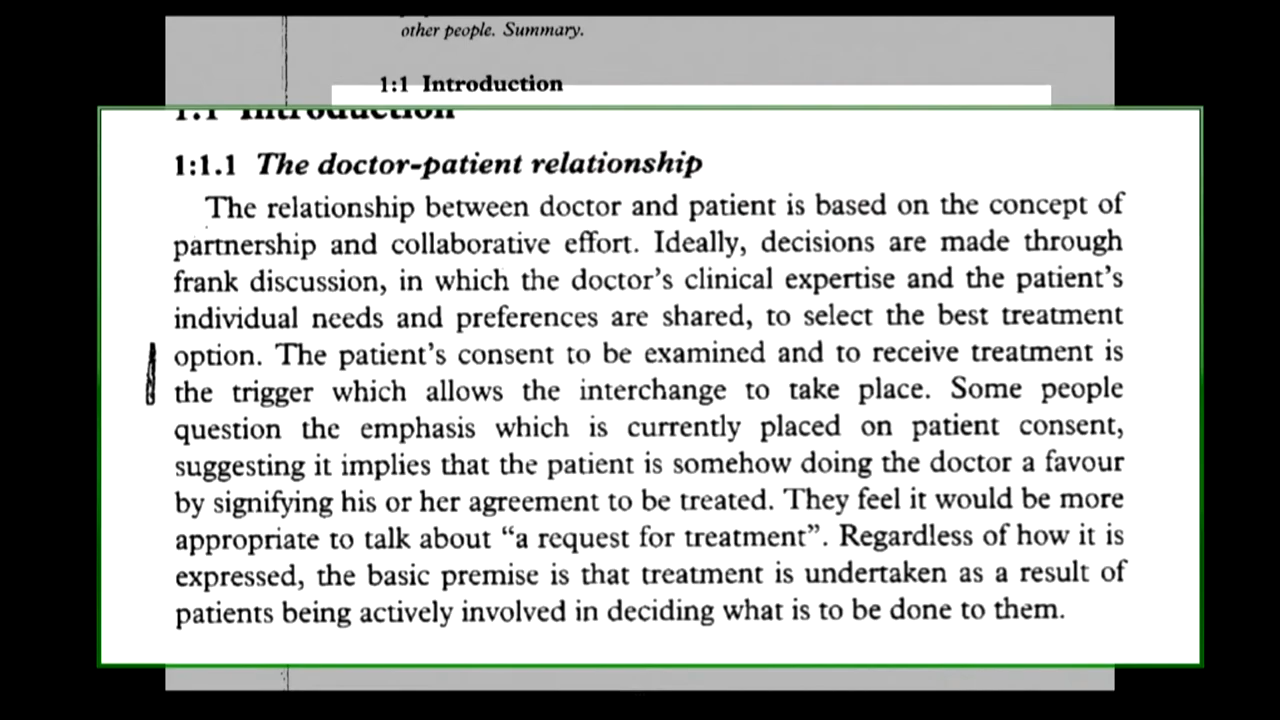 other people. Summary.
1:1 Introduction
1:1 Introduction
1:1.1 The doctor-patient relationship
The relationship between doctor and patient is based on the concept of
partnership and collaborative effort. Ideally, decisions are made through
frank discussion, in which the doctor's clinical expertise and the patient's
individual needs and preferences are shared, to select the best treatment
option. The patient's consent to be examined and to receive treatment is
the trigger which allows the interchange to take place. Some people
question the emphasis which is currently placed on patient consent,
suggesting it implies that the patient is somehow doing the doctor a favour
by signifying his or her agreement to be treated. They feel it would be more
appropriate to talk about “a request for treatment”. Regardless of how it is
expressed, the basic premise is that treatment is undertaken as a result of
patients being actively involved in deciding what is to be done to them.